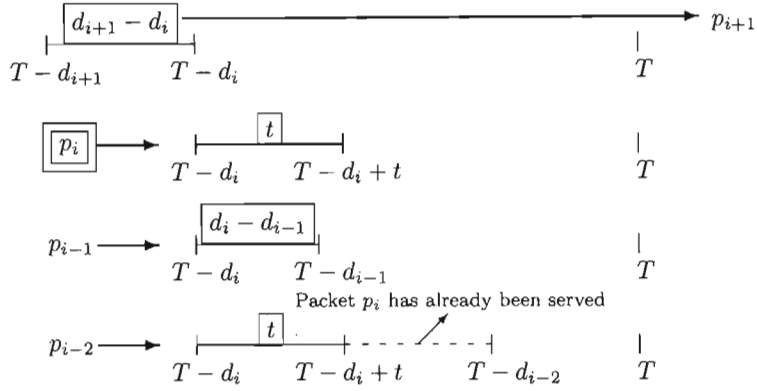 d_{i+1} − d_i p_{i+1}
T − d_{i+1} T − d_i T
p_i t
T − d_i T − d_i + t T
d_i − d_{i−1}
p_{i−1}
T − d_i T − d_{i−1} T
Packet p_i has already been served
t
p_{i−2}
T − d_i T − d_i + t T − d_{i−2} T